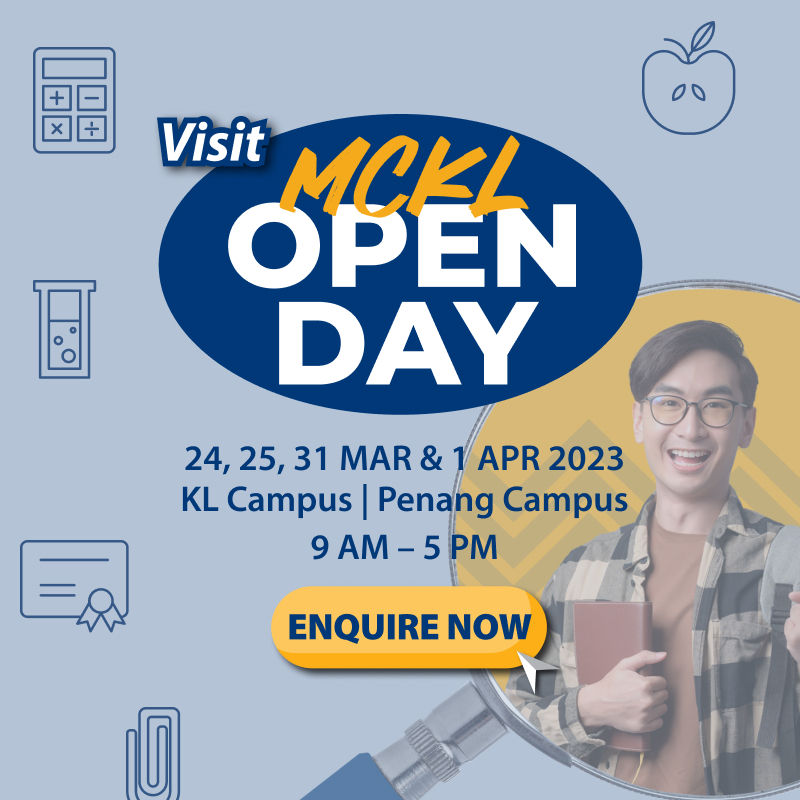 Visit
MCKL
OPEN
DAY
24, 25, 31 MAR & 1 APR 2023
KL Campus | Penang Campus
9 AM – 5 PM
ENQUIRE NOW